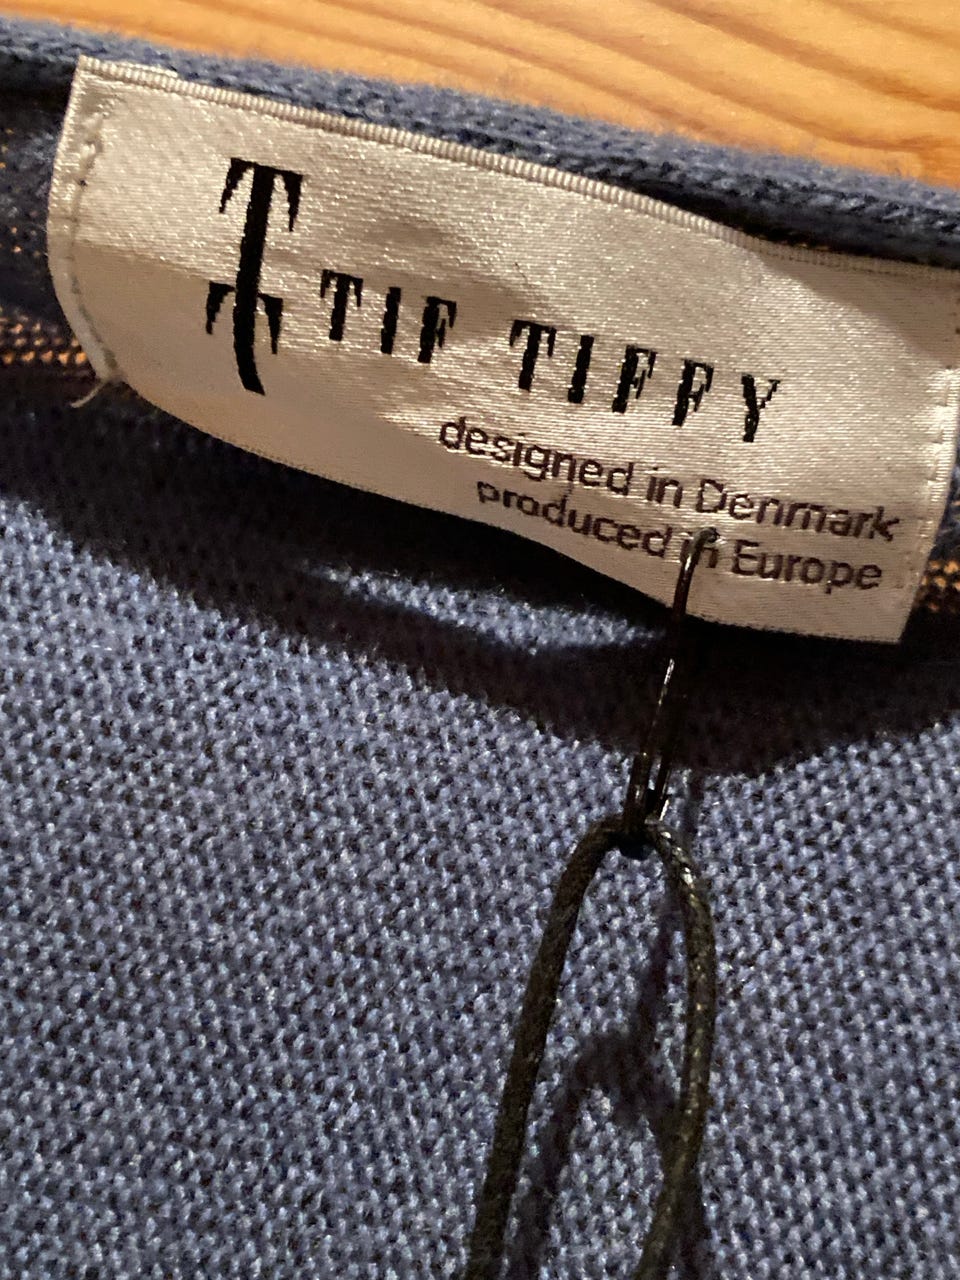 TIF TIFFY
designed in Denmark
produced in Europe